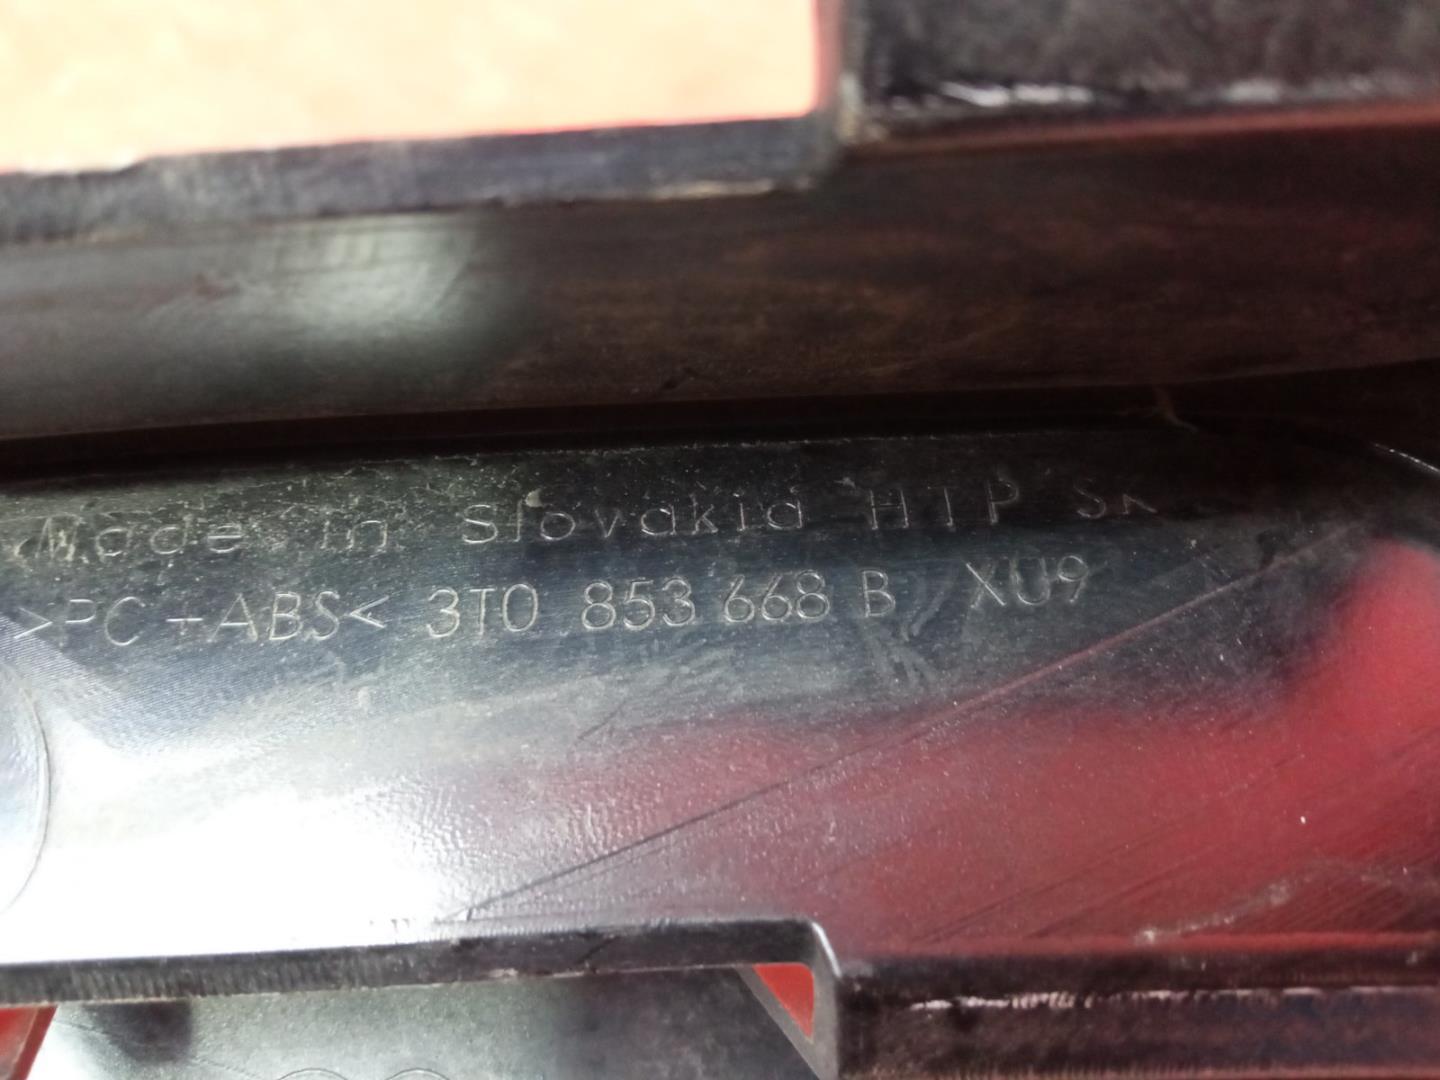 Made in Slovakia HTP SK
>PC+ABS< 3T0 853 668 B XU9